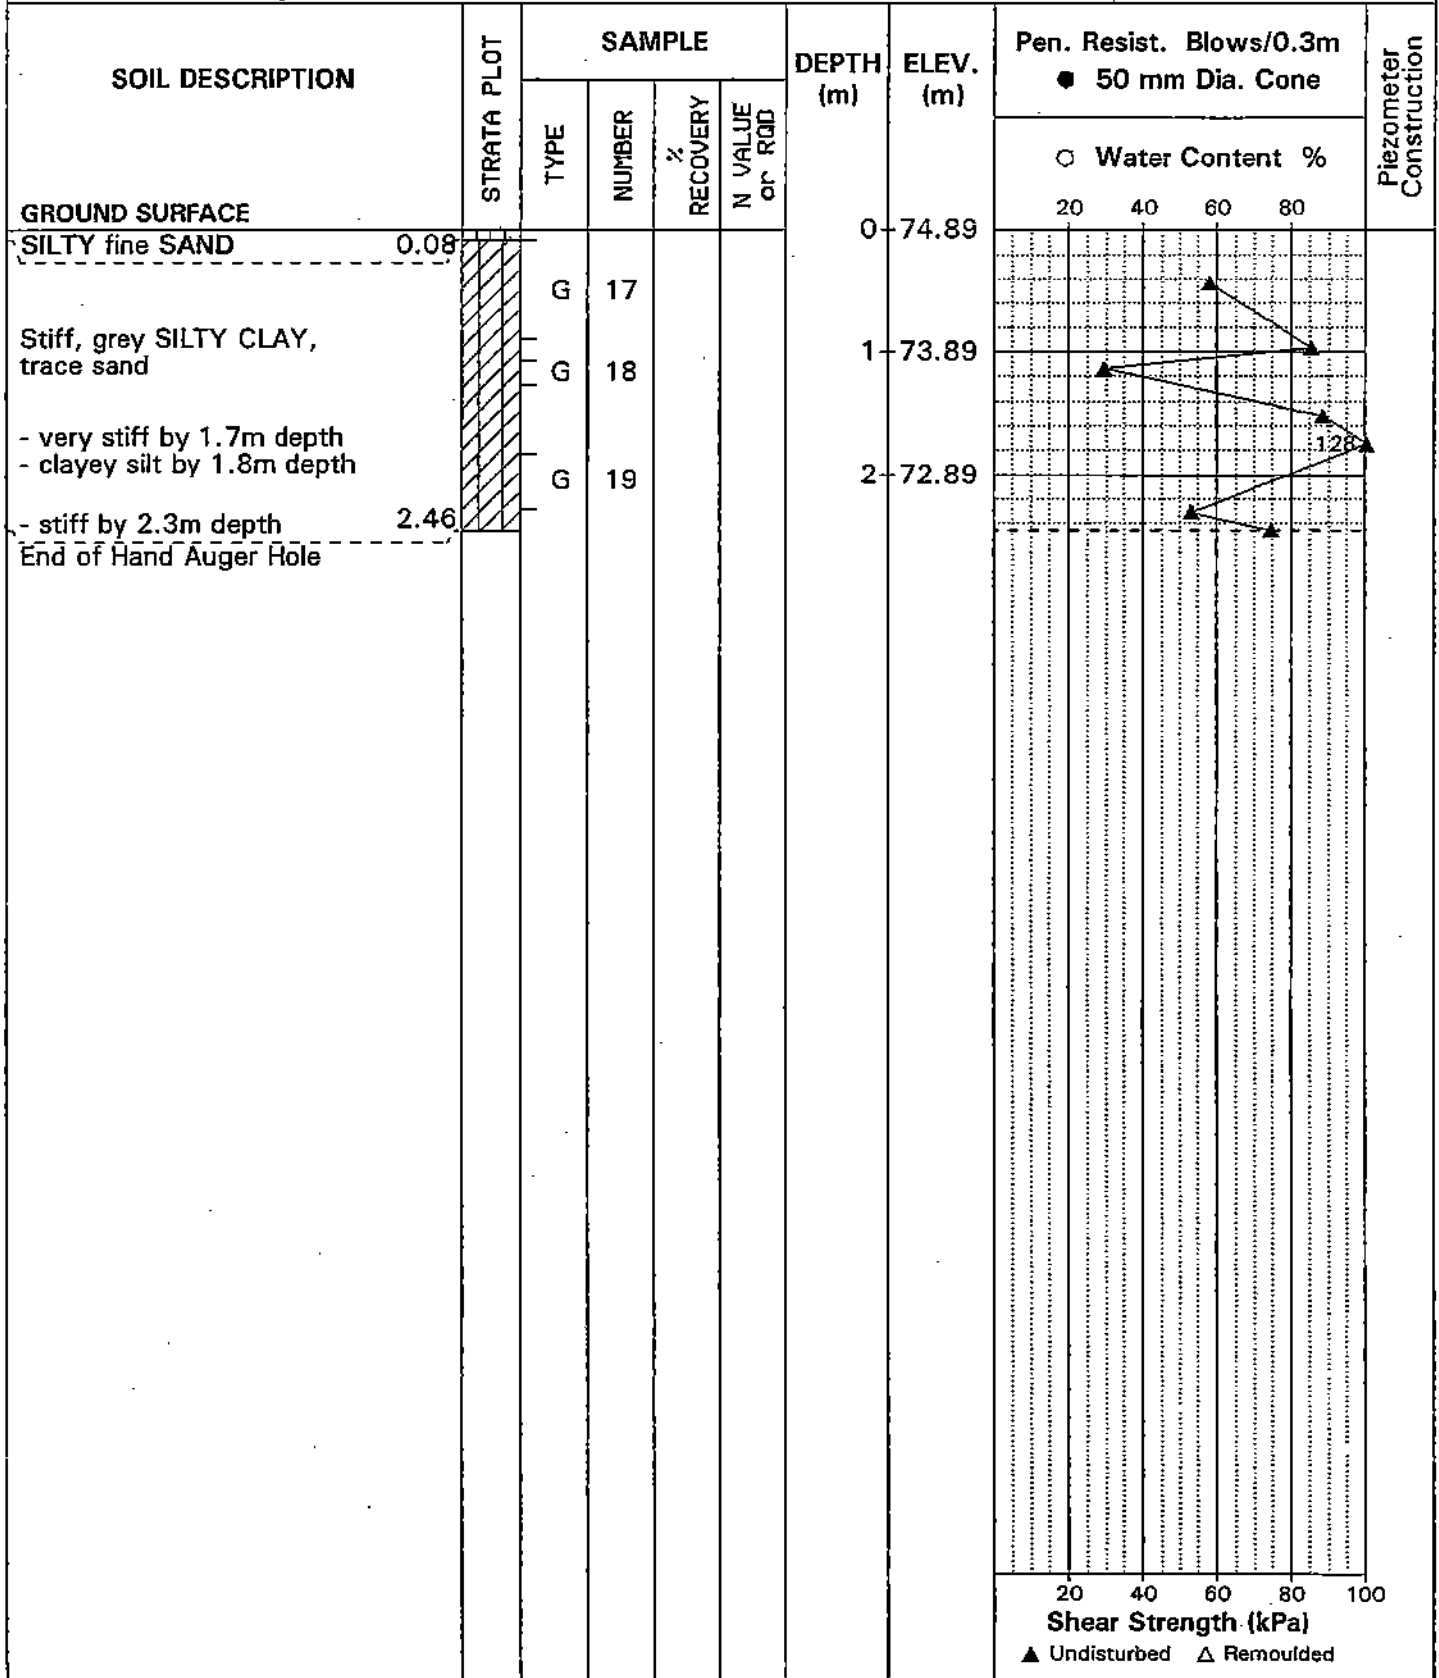 SOIL DESCRIPTION
STRATA PLOT
SAMPLE
TYPE
NUMBER
%
RECOVERY
N VALUE
or RQD
DEPTH
(m)
ELEV.
(m)
Pen. Resist. Blows/0.3m
● 50 mm Dia. Cone
○ Water Content %
20 40 60 80
Piezometer
Construction
GROUND SURFACE
0 74.89
SILTY fine SAND 0.08
G 17
Stiff, grey SILTY CLAY,
trace sand
1 73.89
G 18
- very stiff by 1.7m depth
- clayey silt by 1.8m depth
128
G 19
2 72.89
- stiff by 2.3m depth 2.46
End of Hand Auger Hole
20 40 60 80 100
Shear Strength (kPa)
▲ Undisturbed △ Remoulded